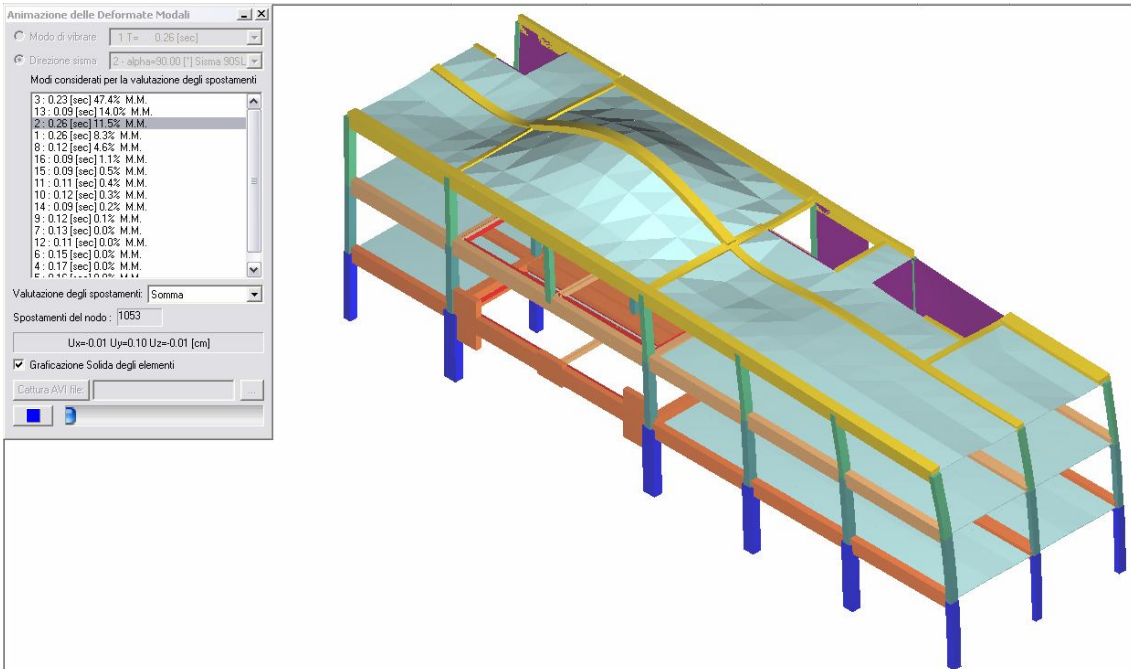 Animazione delle Deformate Modali
Modo di vibrare 1 T= 0.26 [sec]
Direzione sisma 2 - alpha=90.00 [°] Sisma 90SL
Modi considerati per la valutazione degli spostamenti
3 : 0.23 [sec] 47.4% M.M.
13 : 0.09 [sec] 14.0% M.M.
2 : 0.26 [sec] 11.5% M.M.
1 : 0.26 [sec] 8.3% M.M.
8 : 0.12 [sec] 4.6% M.M.
16 : 0.09 [sec] 1.1% M.M.
15 : 0.09 [sec] 0.5% M.M.
11 : 0.11 [sec] 0.4% M.M.
10 : 0.12 [sec] 0.3% M.M.
14 : 0.09 [sec] 0.2% M.M.
9 : 0.12 [sec] 0.1% M.M.
7 : 0.13 [sec] 0.0% M.M.
12 : 0.11 [sec] 0.0% M.M.
6 : 0.15 [sec] 0.0% M.M.
4 : 0.17 [sec] 0.0% M.M.
5 : 0.16 [sec] 0.0% M.M.
Valutazione degli spostamenti: Somma
Spostamenti del nodo : 1053
Ux=-0.01 Uy=0.10 Uz=-0.01 [cm]
Graficazione Solida degli elementi
Cattura AVI file: ...